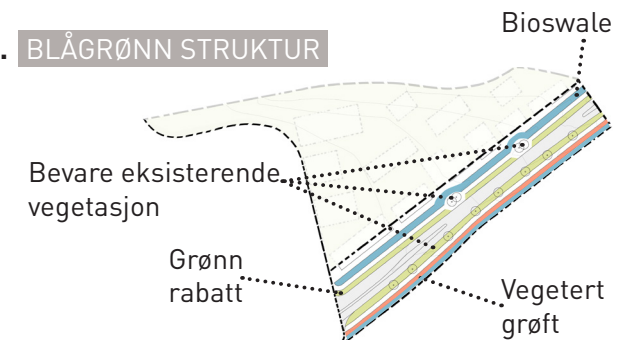 Bioswale
. BLÅGRØNN STRUKTUR
Bevare eksisterende
vegetasjon
Grønn
rabatt
Vegetert
grøft